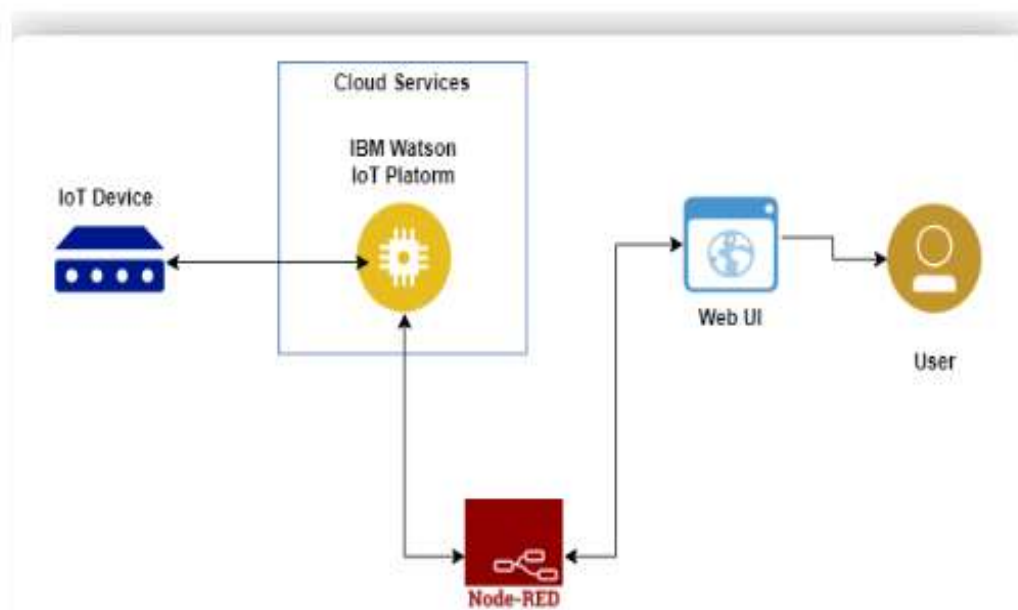 Cloud Services
IBM Watson
IoT Platorm
IoT Device
Web UI
User
Node-RED